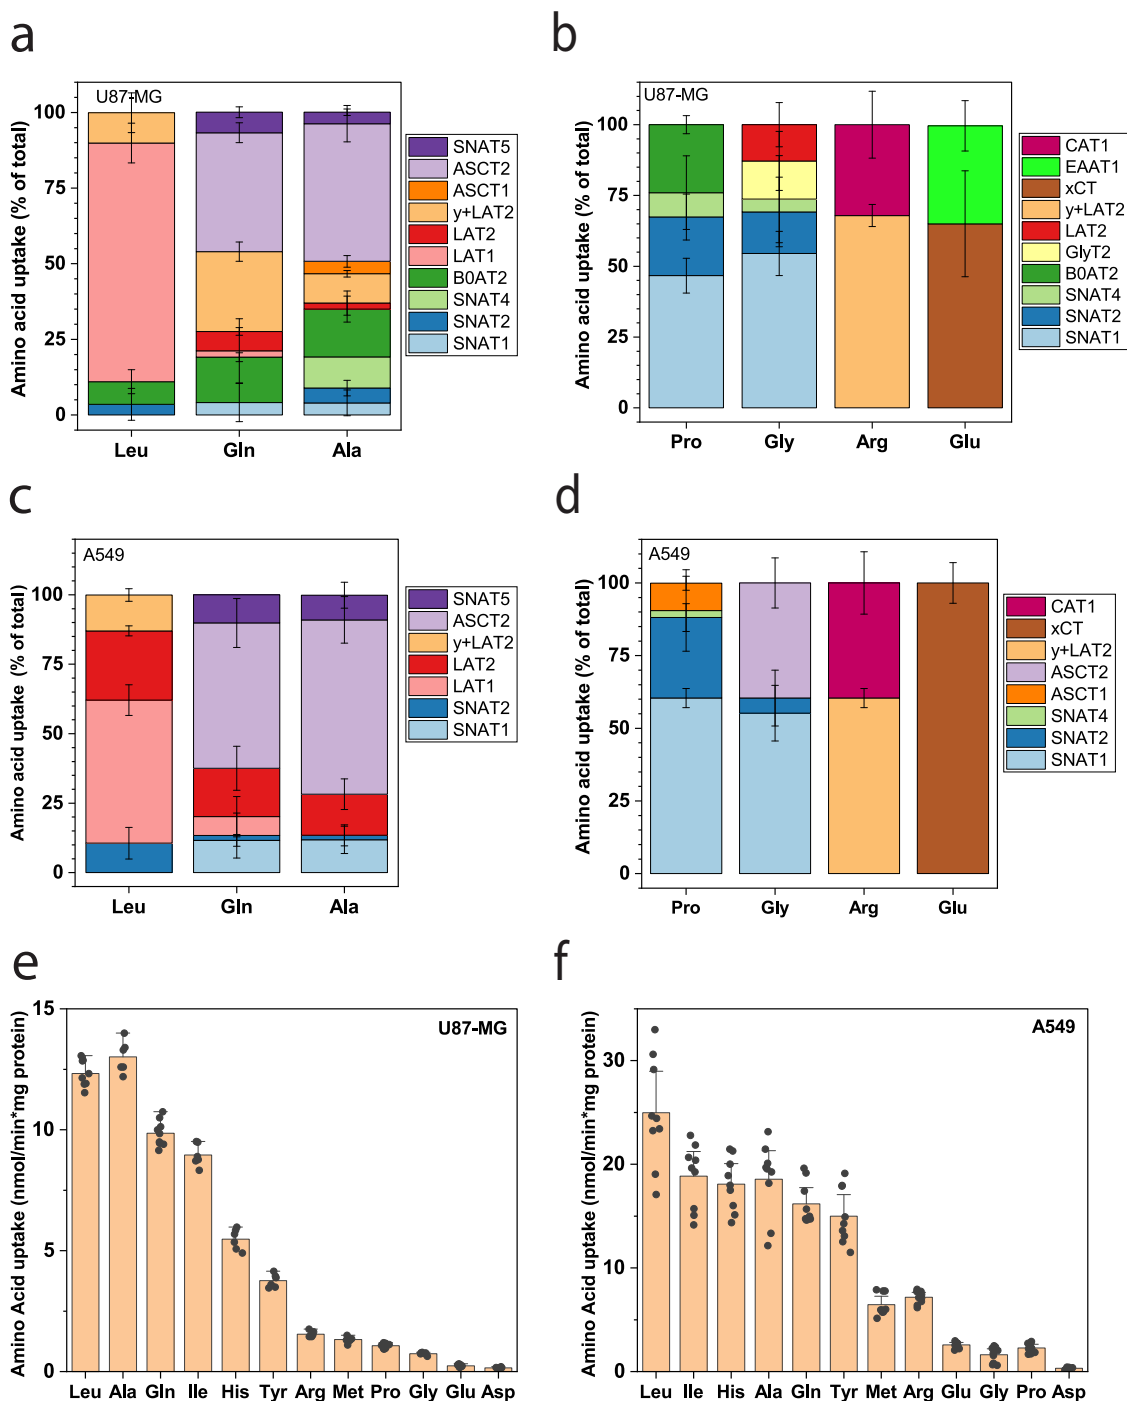 a
U87-MG
Amino acid uptake (% of total)
100
75
50
25
0
Leu Gln Ala
SNAT5
ASCT2
ASCT1
y+LAT2
LAT2
LAT1
B0AT2
SNAT4
SNAT2
SNAT1
b
U87-MG
Amino acid uptake (% of total)
100
75
50
25
0
Pro Gly Arg Glu
CAT1
EAAT1
xCT
y+LAT2
LAT2
GlyT2
B0AT2
SNAT4
SNAT2
SNAT1
c
A549
Amino acid uptake (% of total)
100
75
50
25
0
Leu Gln Ala
SNAT5
ASCT2
y+LAT2
LAT2
LAT1
SNAT2
SNAT1
d
A549
Amino acid uptake (% of total)
100
75
50
25
0
Pro Gly Arg Glu
CAT1
xCT
y+LAT2
ASCT2
ASCT1
SNAT4
SNAT2
SNAT1
e
U87-MG
Amino Acid uptake (nmol/min*mg protein)
15
10
5
0
Leu Ala Gln Ile His Tyr Arg Met Pro Gly Glu Asp
f
A549
Amino Acid uptake (nmol/min*mg protein)
30
20
10
0
Leu Ile His Ala Gln Tyr Met Arg Glu Gly Pro Asp